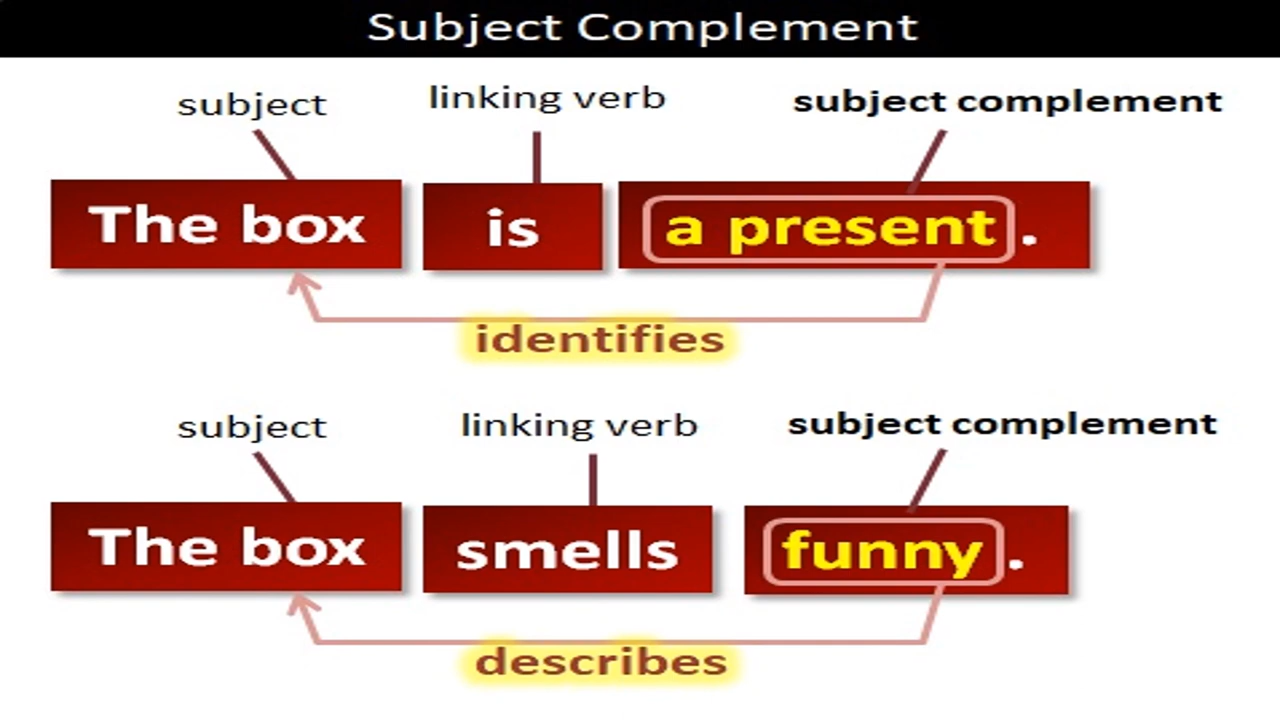 Subject Complement
subject linking verb subject complement
The box is a present.
identifies
subject linking verb subject complement
The box smells funny.
describes